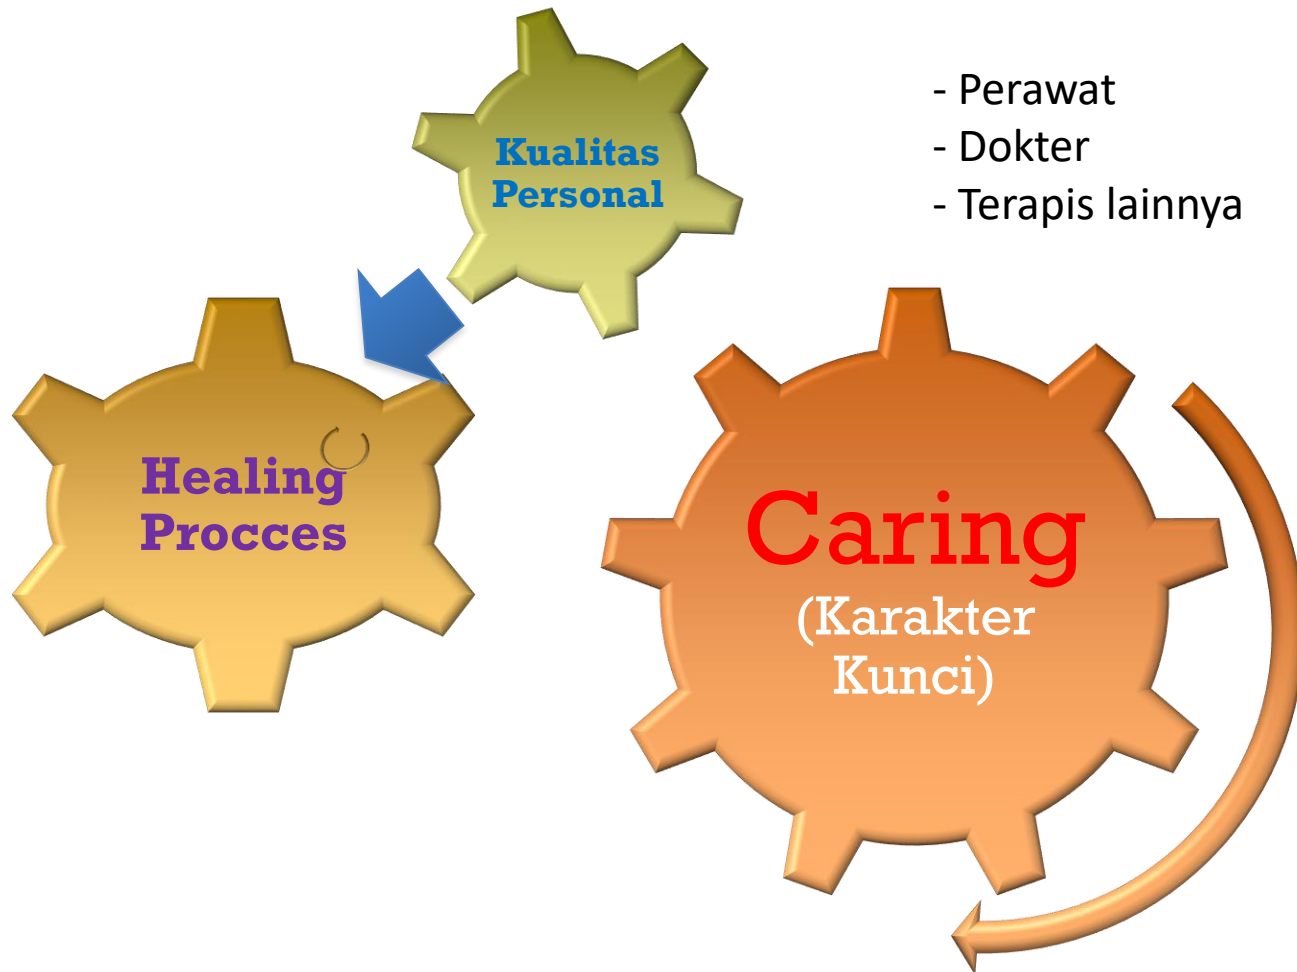 Kualitas
Personal
- Perawat
- Dokter
- Terapis lainnya
Healing
Procces
Caring
(Karakter
Kunci)